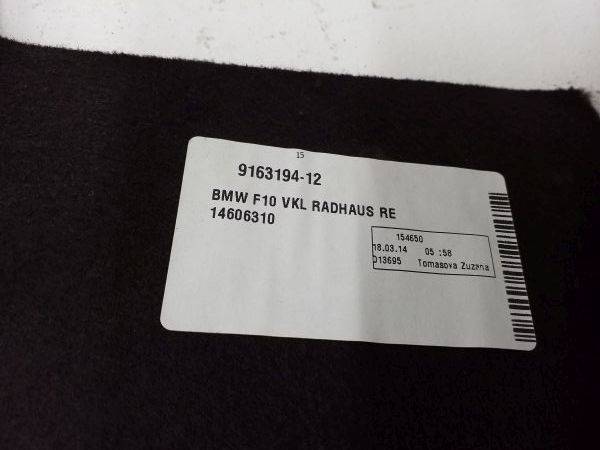 15
9163194-12
BMW F10 VKL RADHAUS RE
14606310
154650
18.03.14 05 :58
D13695 Tomasova Zuzana